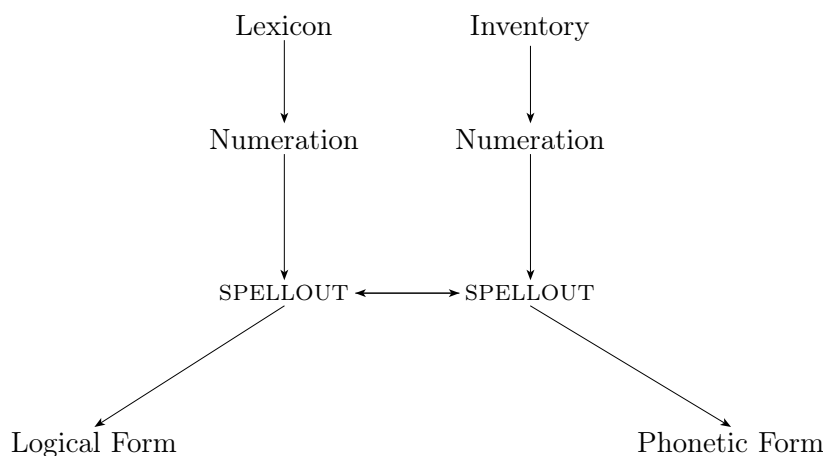 Lexicon Inventory
Numeration Numeration
SPELLOUT SPELLOUT
Logical Form Phonetic Form